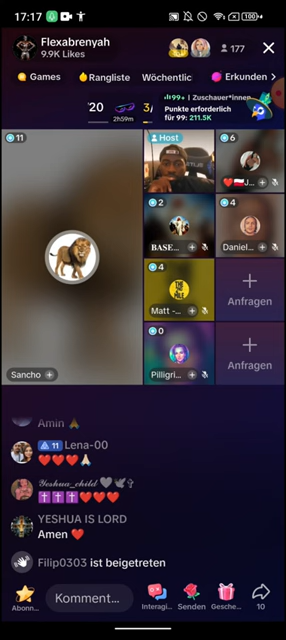 17:17
100
Flexabrenyah
9.9K Likes
177
Games
Rangliste
Wöchentlic
Erkunden
'20
2h59m
3/
99+ | Zuschauer*innen
Punkte erforderlich
für 99: 211.5K
11
Host
6
J...
2
BASE...
4
Daniel...
4
Matt -...
Anfragen
0
Pilligri...
Anfragen
Sancho
Amin 🙏
11 Lena-00
❤️❤️❤️🙏🏻
𝒴𝑒𝓈𝒽𝓊𝒶_𝒸𝒽𝒾𝓁𝒹 🤍🕊✞
✝️✝️✝️❤️❤️❤️
YESHUA IS LORD
Amen ❤️
Filip0303 ist beigetreten
Abonn...
Komment...
Interagi...
Senden
Gesche...
10